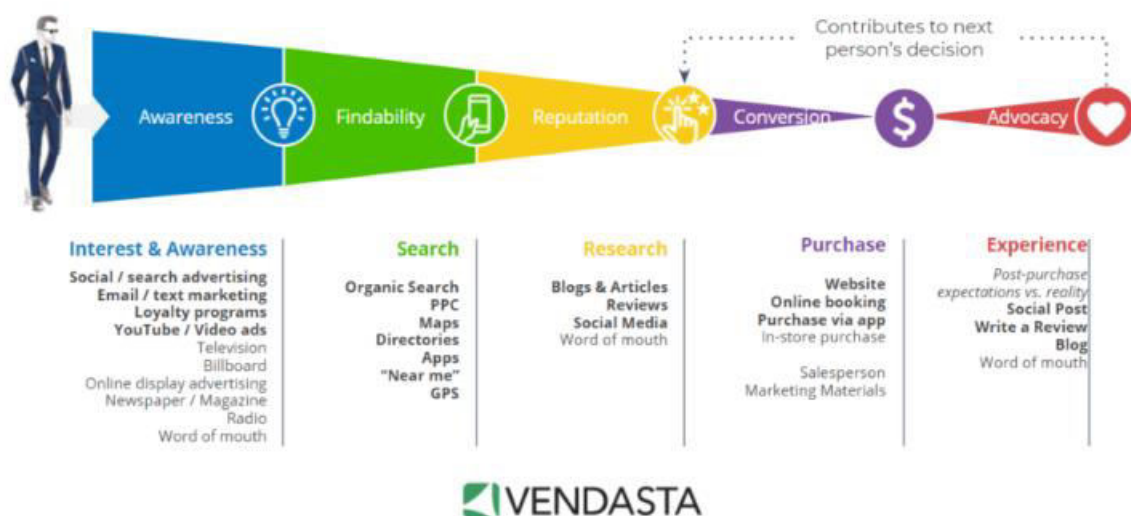 Contributes to next
person's decision
Awareness
Findability
Reputation
Conversion
$
Advocacy
Interest & Awareness
Social / search advertising
Email / text marketing
Loyalty programs
YouTube / Video ads
Television
Billboard
Online display advertising
Newspaper / Magazine
Radio
Word of mouth
Search
Organic Search
PPC
Maps
Directories
Apps
"Near me"
GPS
Research
Blogs & Articles
Reviews
Social Media
Word of mouth
Purchase
Website
Online booking
Purchase via app
In-store purchase
Salesperson
Marketing Materials
Experience
Post-purchase
expectations vs. reality
Social Post
Write a Review
Blog
Word of mouth
VENDASTA